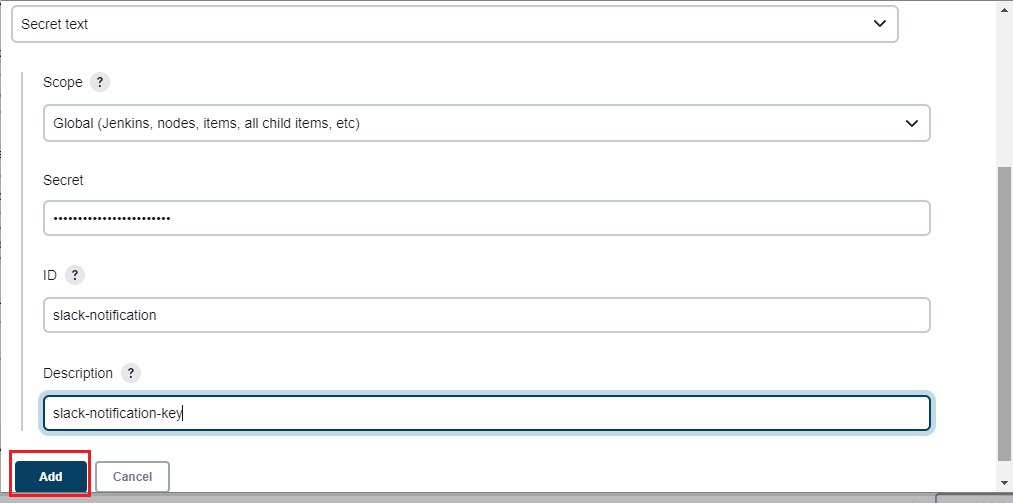 Secret text
Scope ?
Global (Jenkins, nodes, items, all child items, etc)
Secret
••••••••••••••••••••••••
ID ?
slack-notification
Description ?
slack-notification-key
Add Cancel